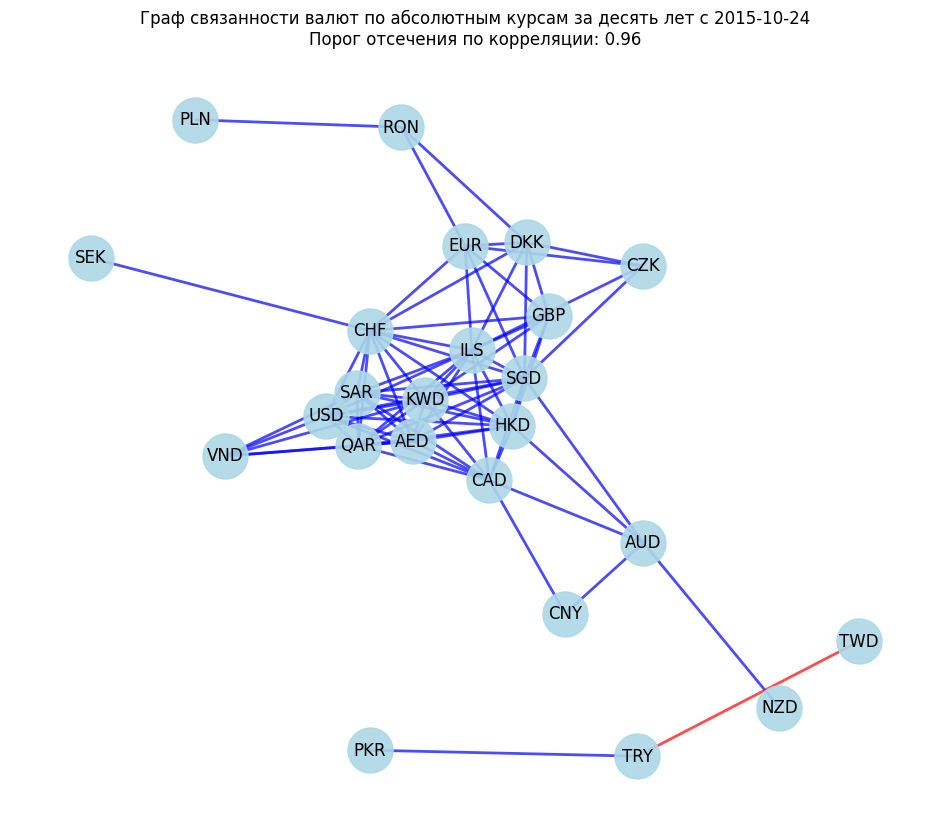 Граф связанности валют по абсолютным курсам за десять лет с 2015-10-24
Порог отсечения по корреляции: 0.96
PLN
RON
EUR
DKK
SEK
CZK
GBP
CHF
ILS
SGD
SAR
KWD
USD
HKD
QAR
AED
VND
CAD
AUD
CNY
TWD
NZD
PKR
TRY